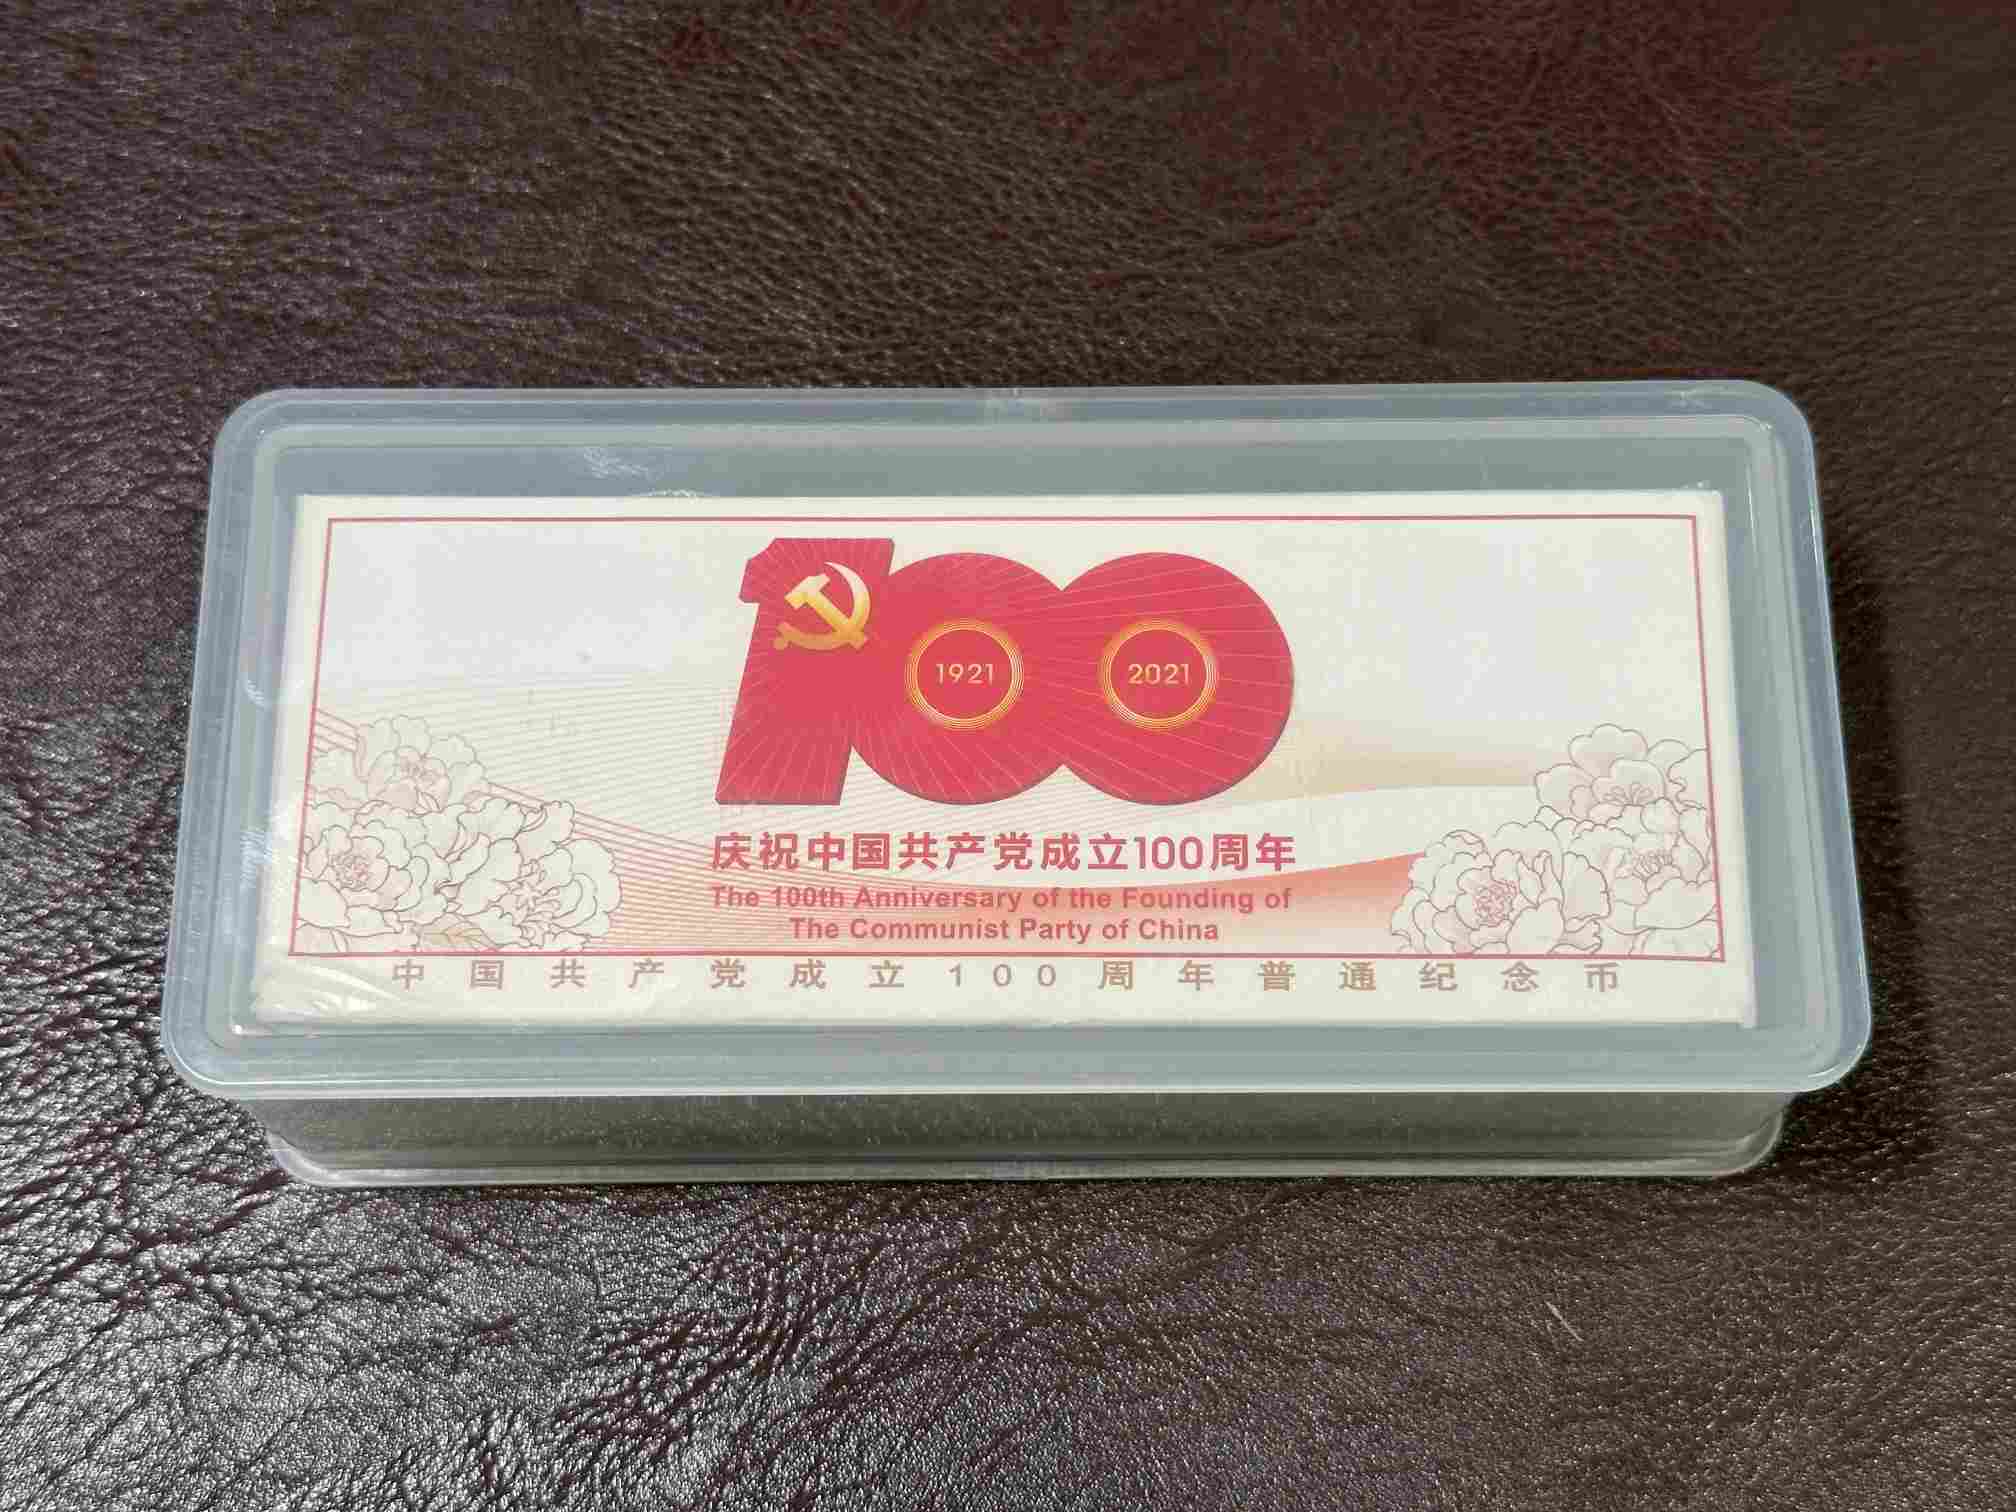 100
1921
2021
庆祝中国共产党成立100周年
The 100th Anniversary of the Founding of
The Communist Party of China
中国共产党成立100周年普通纪念币